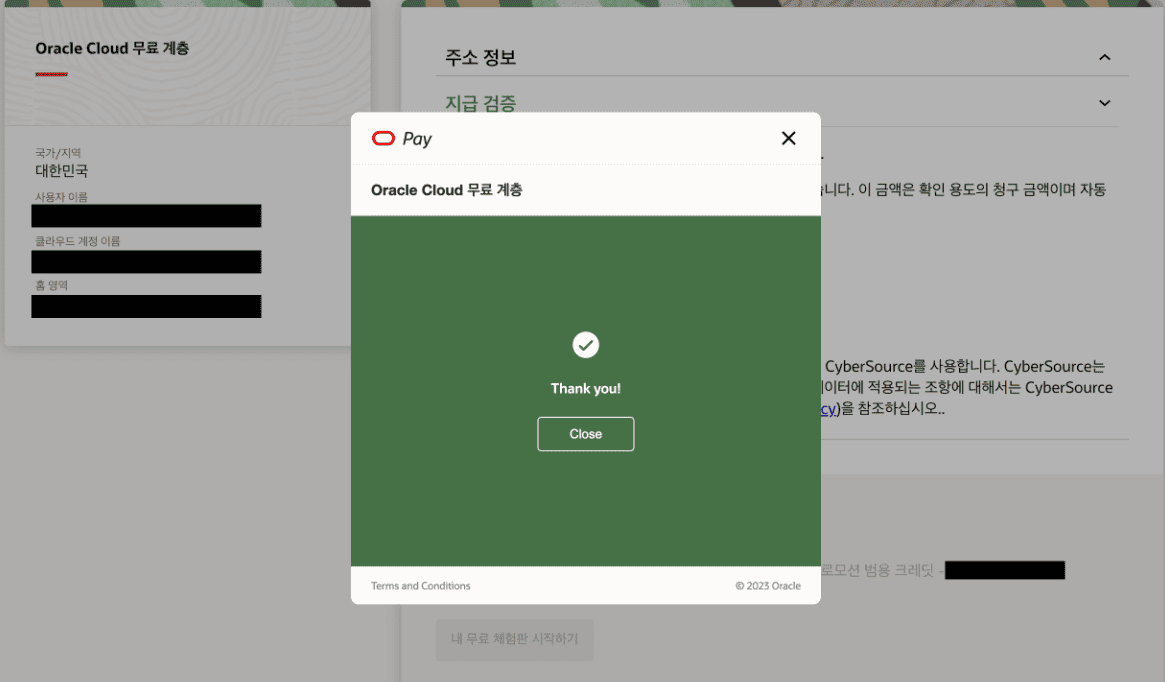 Oracle Cloud 무료 계층
국가/지역
대한민국
사용자 이름
클라우드 계정 이름
홈 영역
주소 정보
지급 검증
습니다. 이 금액은 확인 용도의 청구 금액이며 자동
CyberSource를 사용합니다. CyberSource는
이터에 적용되는 조항에 대해서는 CyberSource
cy)을 참조하십시오..
로모션 범용 크레딧 -
내 무료 체험판 시작하기
Pay
Oracle Cloud 무료 계층
Thank you!
Close
Terms and Conditions
© 2023 Oracle